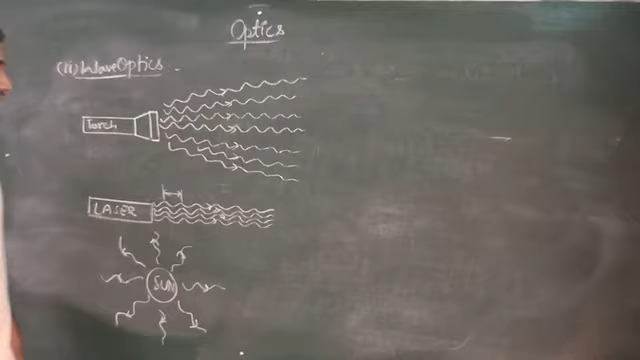 Optics
(ii) Wave Optics
Torch
LASER
SUN